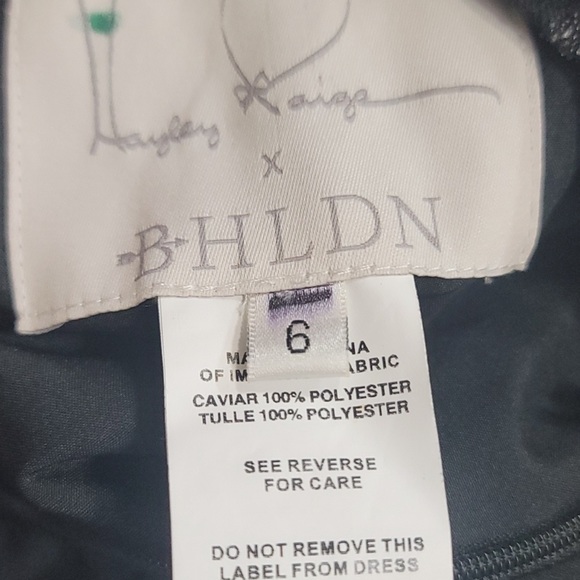 Hayley Paige
X
BHLDN
6
CAVIAR 100% POLYESTER
TULLE 100% POLYESTER
SEE REVERSE
FOR CARE
DO NOT REMOVE THIS
LABEL FROM DRESS